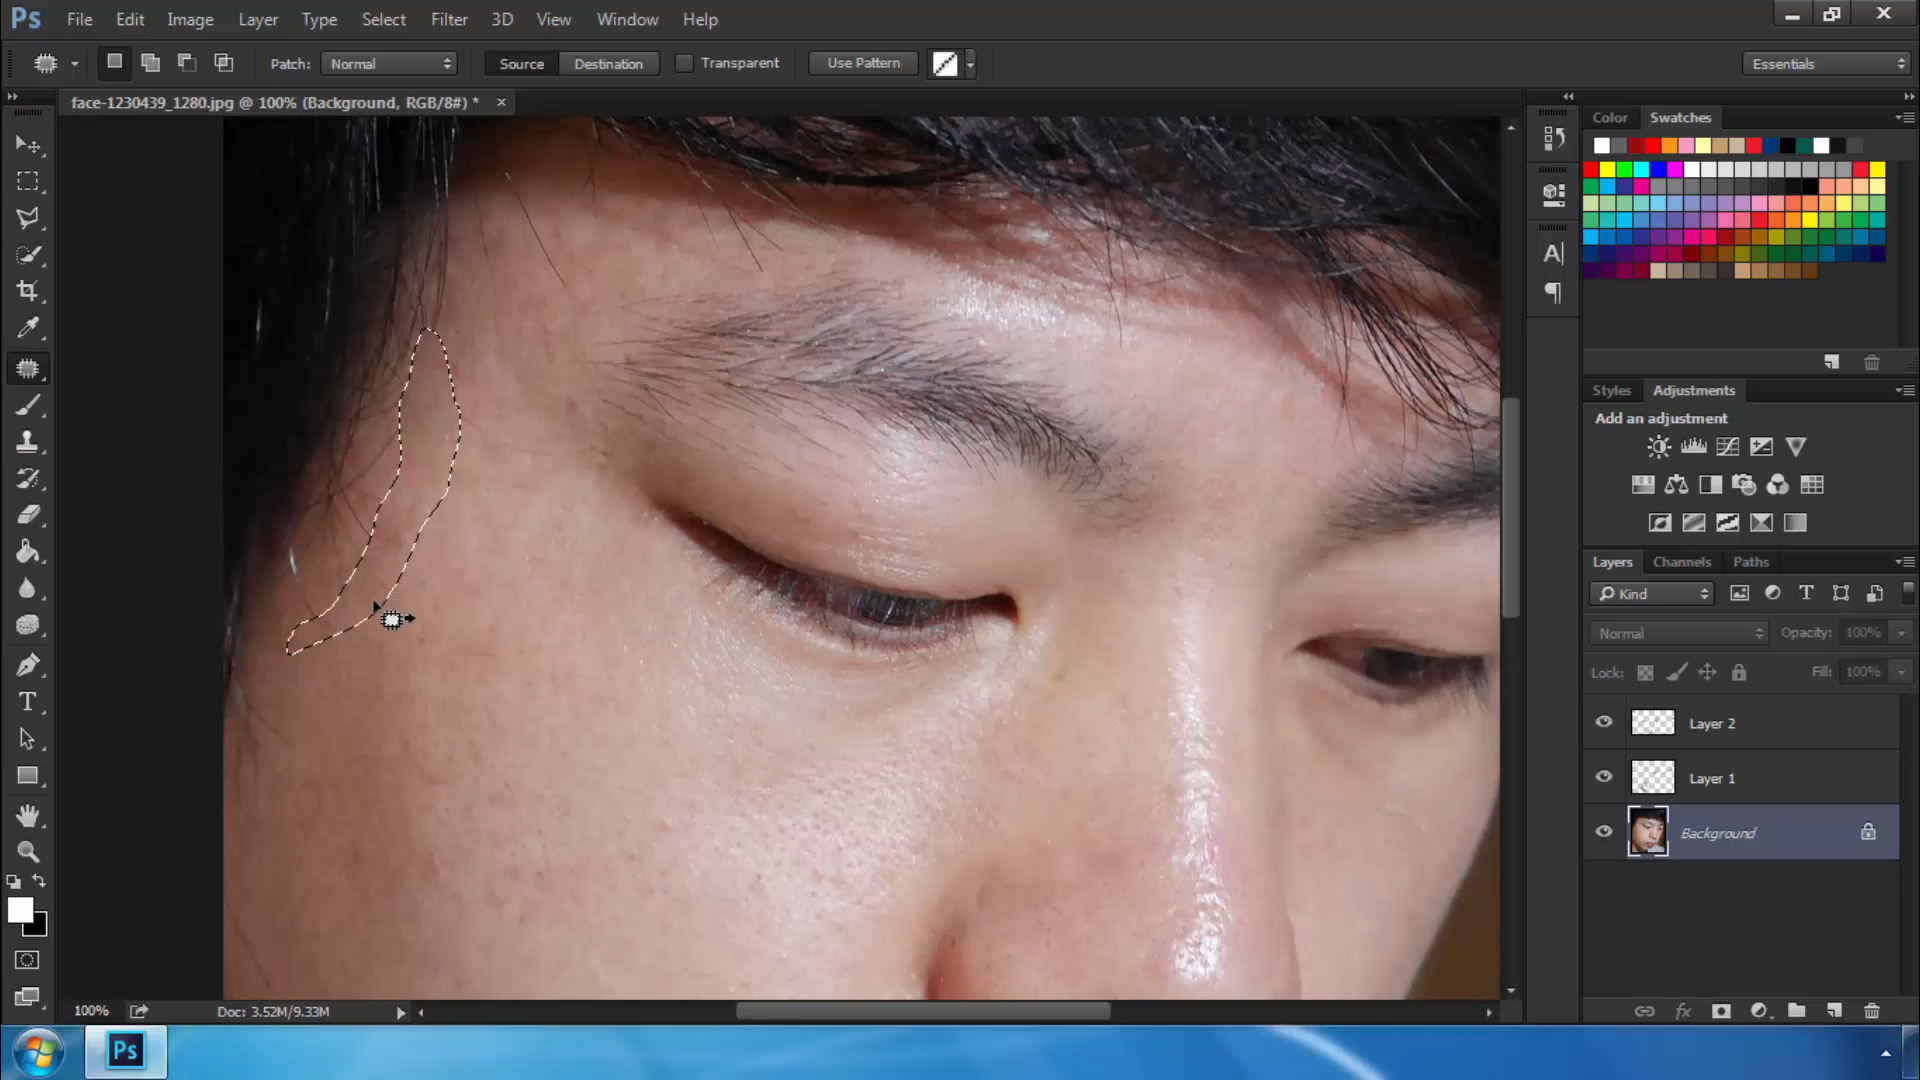 Ps File Edit Image Layer Type Select Filter 3D View Window Help
Patch: Normal Source Destination Transparent Use Pattern Essentials
face-1230439_1280.jpg @ 100% (Background, RGB/8#) *
Color Swatches
Styles Adjustments
Add an adjustment
Layers Channels Paths
Kind
Normal Opacity: 100%
Lock: Fill: 100%
Layer 2
Layer 1
Background
100% Doc: 3.52M/9.33M
Ps